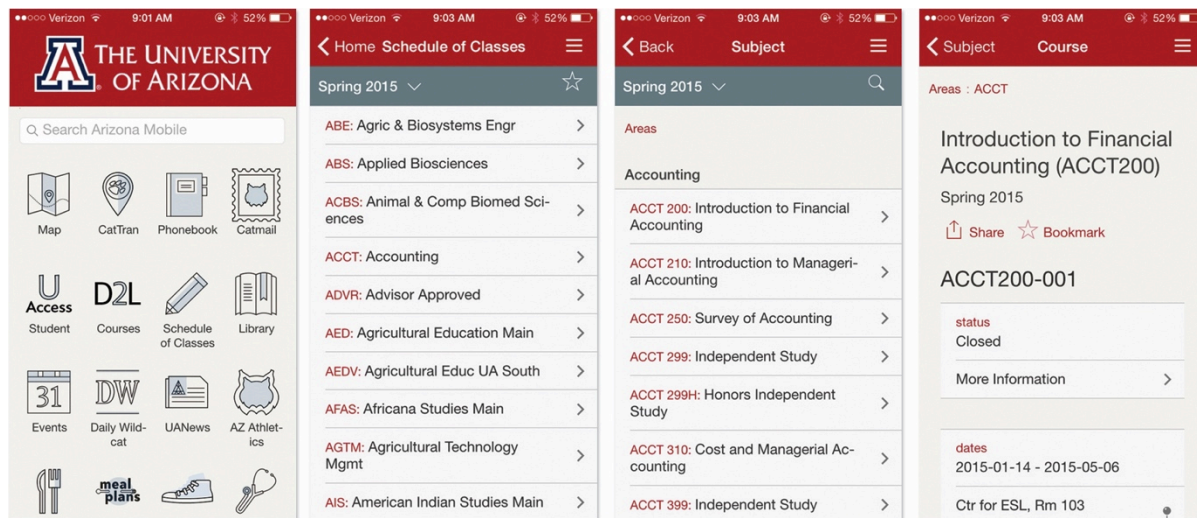 Verizon 9:01 AM 52%
THE UNIVERSITY
OF ARIZONA
Search Arizona Mobile
Map CatTran Phonebook Catmail
U
Access D2L
Student Courses Schedule
of Classes Library
31 DW
Events Daily Wild-
cat UANews AZ Athlet-
ics
meal
plans
Verizon 9:03 AM 52%
Home Schedule of Classes
Spring 2015
ABE: Agric & Biosystems Engr
ABS: Applied Biosciences
ACBS: Animal & Comp Biomed Sci-
ences
ACCT: Accounting
ADVR: Advisor Approved
AED: Agricultural Education Main
AEDV: Agricultural Educ UA South
AFAS: Africana Studies Main
AGTM: Agricultural Technology
Mgmt
AIS: American Indian Studies Main
Verizon 9:03 AM 52%
Back Subject
Spring 2015
Areas
Accounting
ACCT 200: Introduction to Financial
Accounting
ACCT 210: Introduction to Manageri-
al Accounting
ACCT 250: Survey of Accounting
ACCT 299: Independent Study
ACCT 299H: Honors Independent
Study
ACCT 310: Cost and Managerial Ac-
counting
ACCT 399: Independent Study
Verizon 9:03 AM 52%
Subject Course
Areas : ACCT
Introduction to Financial
Accounting (ACCT200)
Spring 2015
Share Bookmark
ACCT200-001
status
Closed
More Information
dates
2015-01-14 - 2015-05-06
Ctr for ESL, Rm 103